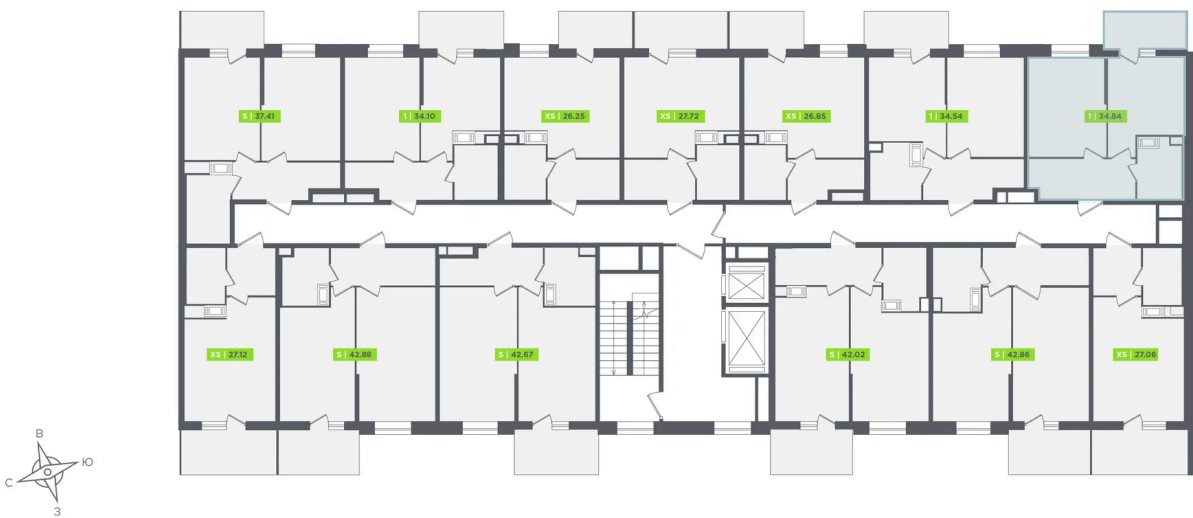 S | 37.41
1 | 34.10
XS | 26.25
XS | 27.72
XS | 26.85
1 | 34.54
1 | 34.84
XS | 27.12
S | 42.88
S | 42.67
S | 42.02
S | 42.86
XS | 27.06
В
Ю
С
З